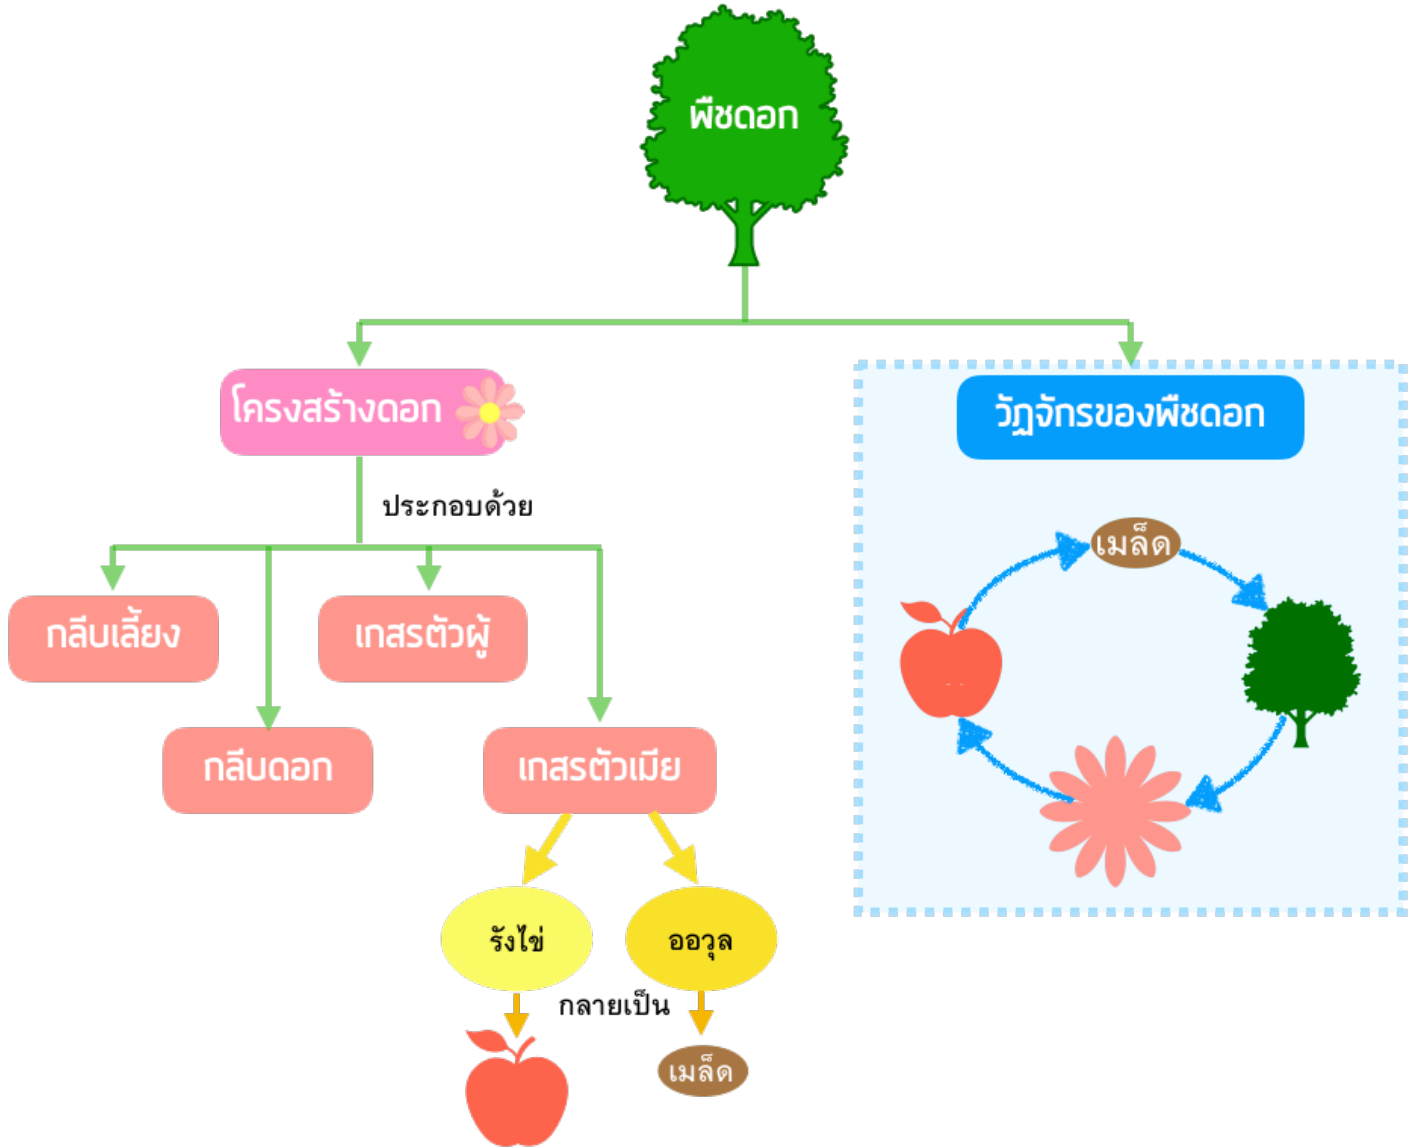 พืชดอก
โครงสร้างดอก
วัฏจักรของพืชดอก
ประกอบด้วย
กลีบเลี้ยง
เกสรตัวผู้
กลีบดอก
เกสรตัวเมีย
รังไข่
ออวุล
กลายเป็น
เมล็ด
เมล็ด